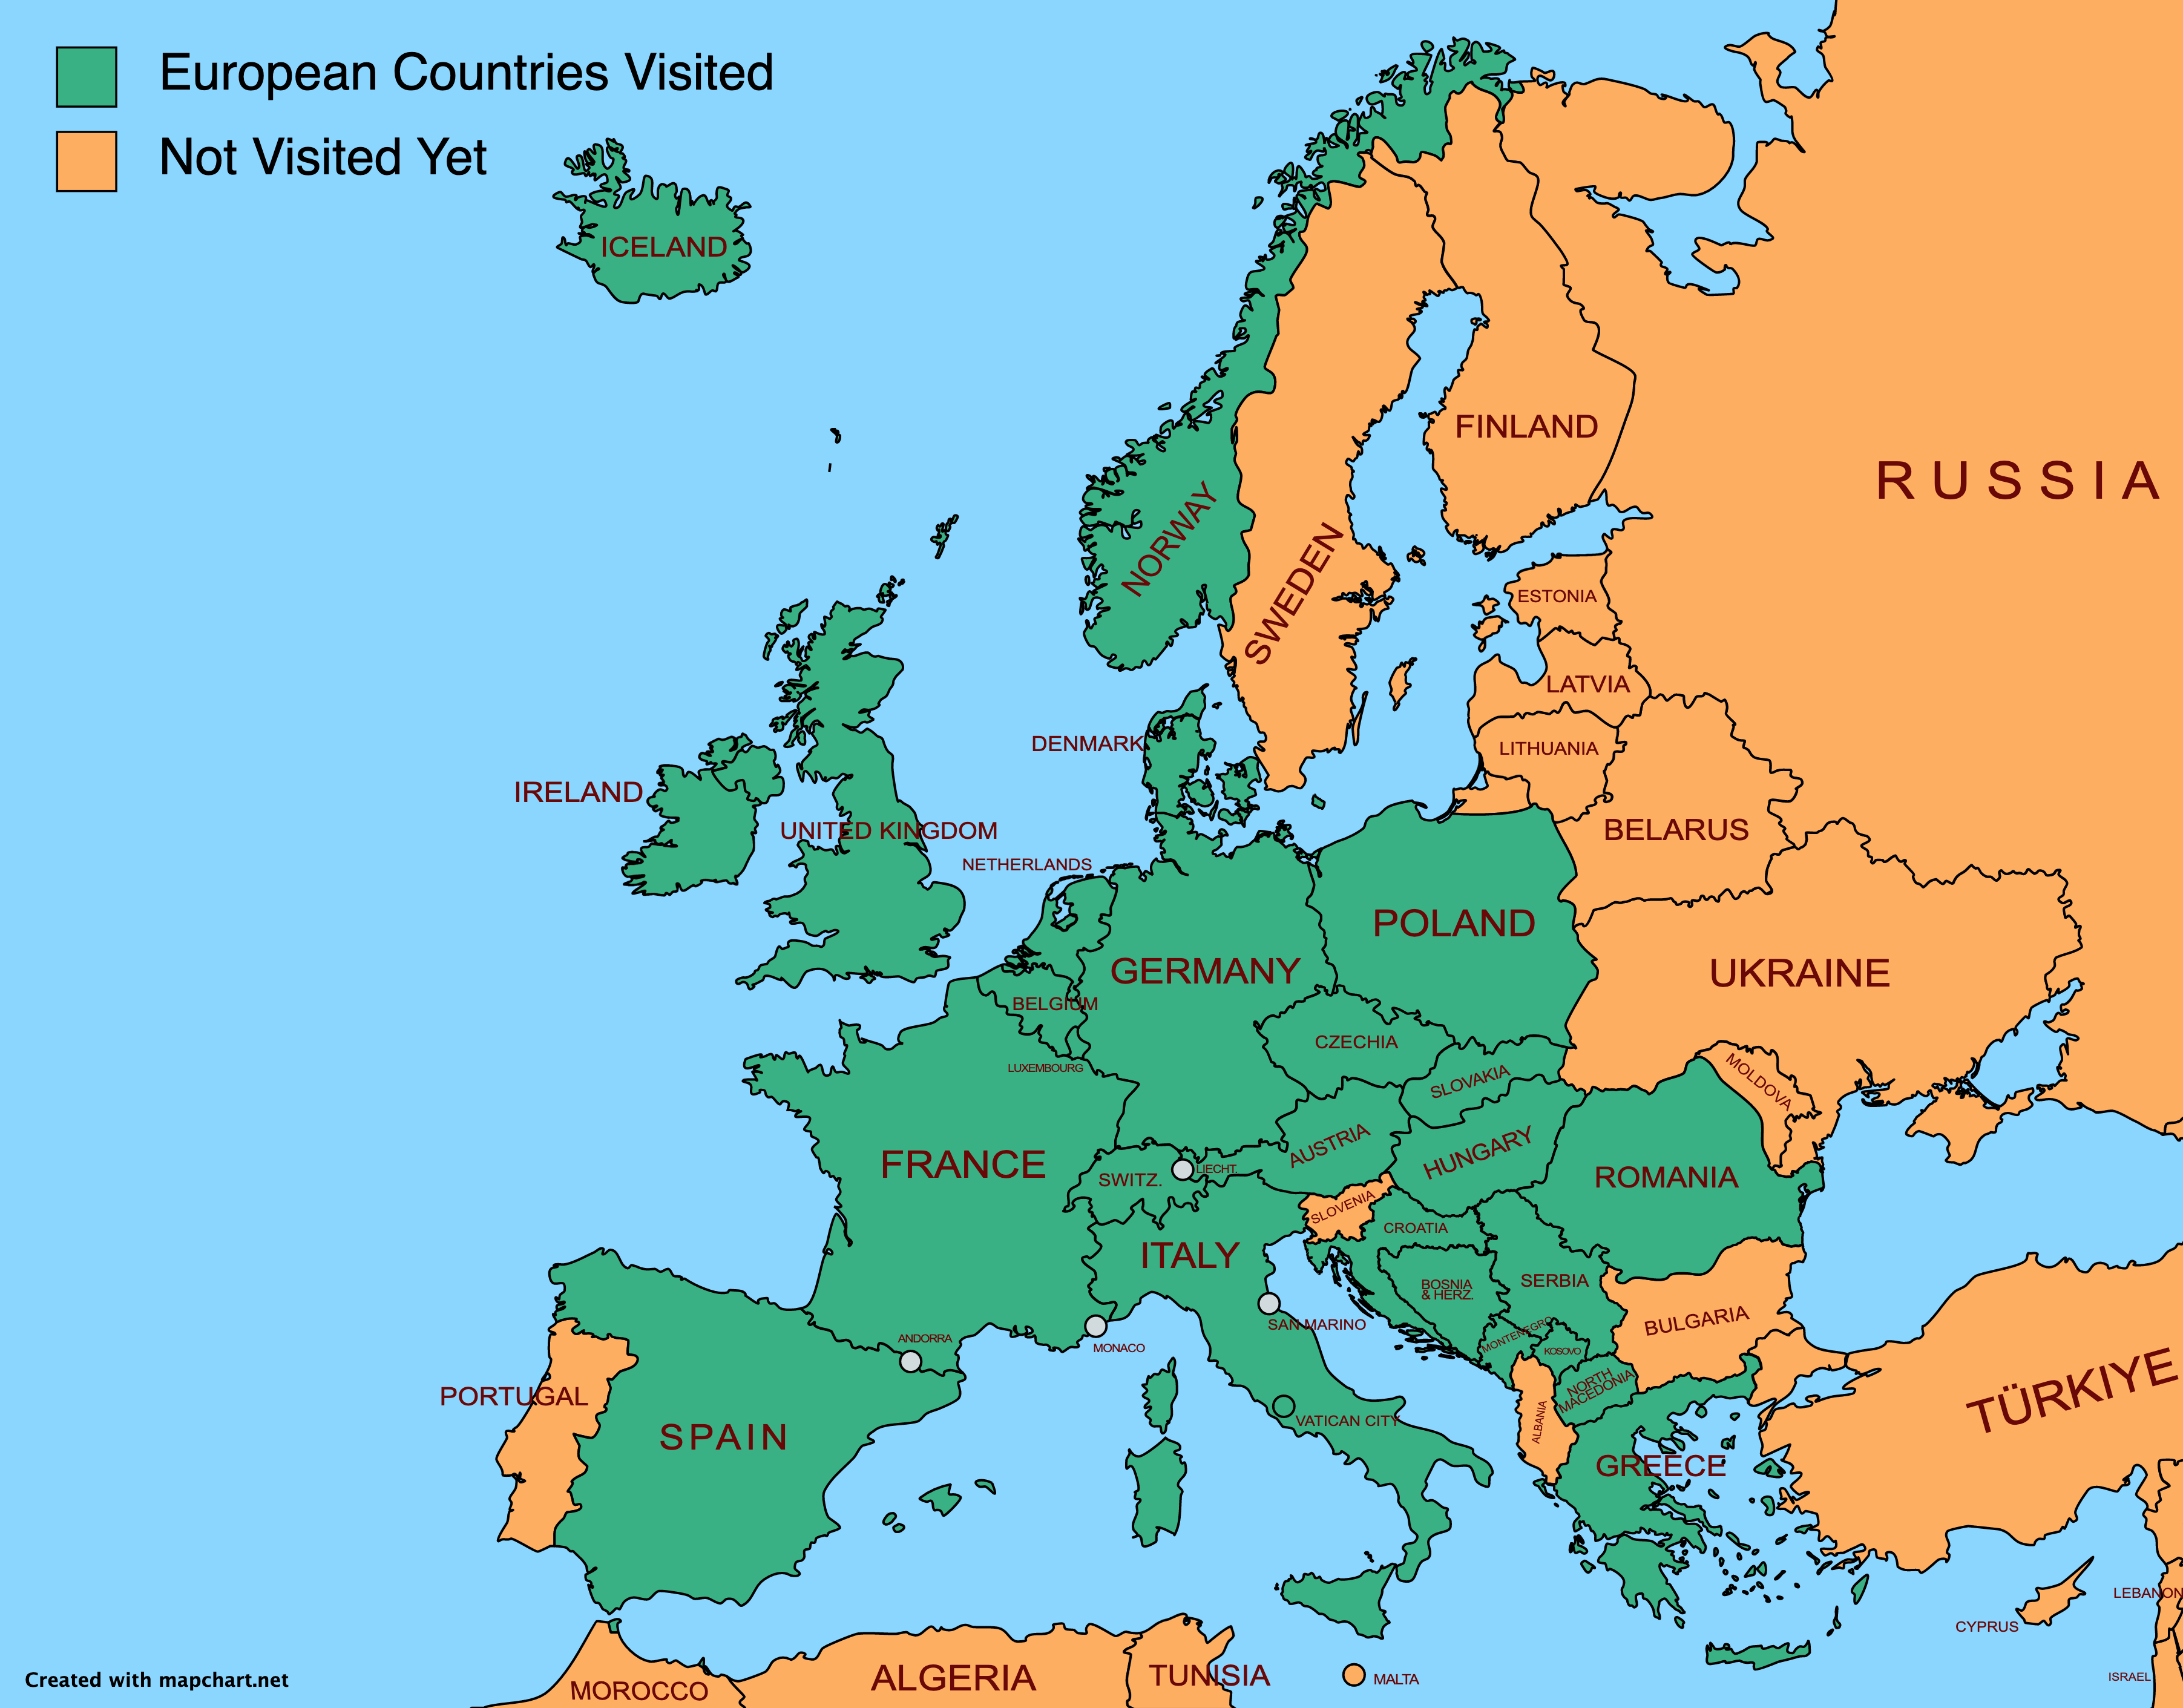 European Countries Visited
Not Visited Yet
ICELAND
FINLAND
RUSSIA
NORWAY
SWEDEN
ESTONIA
LATVIA
DENMARK
LITHUANIA
IRELAND
UNITED KINGDOM
BELARUS
NETHERLANDS
POLAND
GERMANY
UKRAINE
BELGIUM
CZECHIA
LUXEMBOURG
SLOVAKIA
MOLDOVA
AUSTRIA
HUNGARY
FRANCE
SWITZ.
LIECHT.
ROMANIA
SLOVENIA
CROATIA
ITALY
BOSNIA
& HERZ.
SERBIA
SAN MARINO
BULGARIA
MONTENEGRO
ANDORRA
MONACO
KOSOVO
NORTH
MACEDONIA
TÜRKIYE
PORTUGAL
ALBANIA
VATICAN CITY
SPAIN
GREECE
LEBANON
CYPRUS
Created with mapchart.net
MOROCCO
ALGERIA
TUNISIA
MALTA
ISRAEL